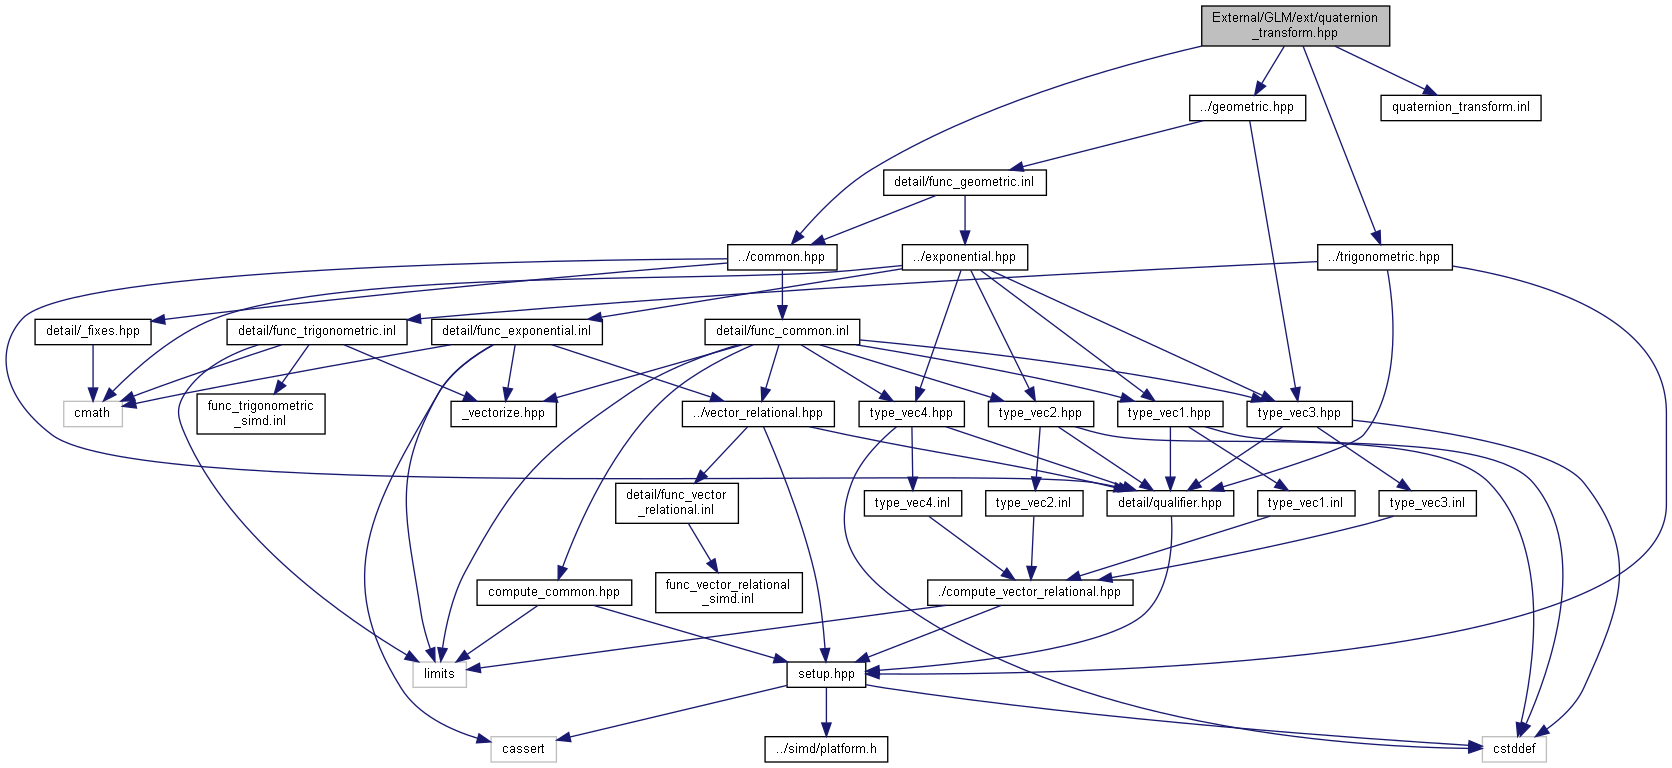 External/GLM/ext/quaternion
_transform.hpp
../geometric.hpp
quaternion_transform.inl
detail/func_geometric.inl
../common.hpp
../exponential.hpp
../trigonometric.hpp
detail/_fixes.hpp
detail/func_trigonometric.inl
detail/func_exponential.inl
detail/func_common.inl
cmath
func_trigonometric
_simd.inl
_vectorize.hpp
../vector_relational.hpp
type_vec4.hpp
type_vec2.hpp
type_vec1.hpp
type_vec3.hpp
detail/func_vector
_relational.inl
type_vec4.inl
type_vec2.inl
detail/qualifier.hpp
type_vec1.inl
type_vec3.inl
compute_common.hpp
func_vector_relational
_simd.inl
./compute_vector_relational.hpp
limits
setup.hpp
cassert
../simd/platform.h
cstddef